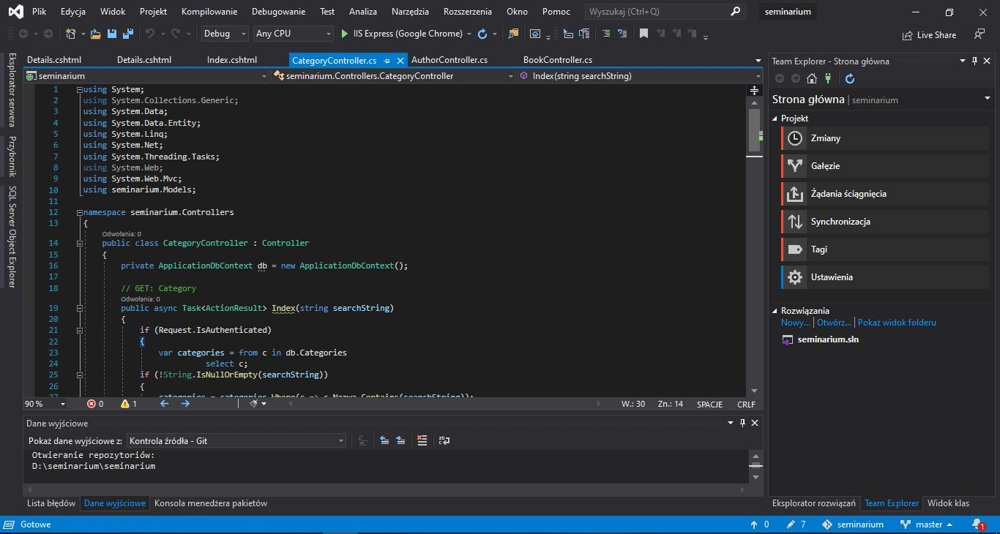 Plik Edycja Widok Projekt Kompilowanie Debugowanie Test Analiza Narzędzia Rozszerzenia Okno Pomoc Wyszukaj (Ctrl+Q) seminarium
Debug Any CPU IIS Express (Google Chrome) Live Share
Eksplorator serwera
Przybornik
SQL Server Object Explorer
Details.cshtml Details.cshtml Index.cshtml CategoryController.cs AuthorController.cs BookController.cs
seminarium seminarium.Controllers.CategoryController Index(string searchString)
1 using System;
2 using System.Collections.Generic;
3 using System.Data;
4 using System.Data.Entity;
5 using System.Linq;
6 using System.Net;
7 using System.Threading.Tasks;
8 using System.Web;
9 using System.Web.Mvc;
10 using seminarium.Models;
11
12 namespace seminarium.Controllers
13 {
Odwołania: 0
14 public class CategoryController : Controller
15 {
16 private ApplicationDbContext db = new ApplicationDbContext();
17
18 // GET: Category
Odwołania: 0
19 public async Task<ActionResult> Index(string searchString)
20 {
21 if (Request.IsAuthenticated)
22 {
23 var categories = from c in db.Categories
24 select c;
25 if (!String.IsNullOrEmpty(searchString))
26 {
27 categories = categories.Where(c => c.Nazwa.Contains(searchString));
90 % 0 1 W.: 30 Zn.: 14 SPACJE CRLF
Dane wyjściowe
Pokaż dane wyjściowe z: Kontrola źródła - Git
Otwieranie repozytoriów:
D:\seminarium\seminarium
Lista błędów Dane wyjściowe Konsola menedżera pakietów
Team Explorer - Strona główna
Strona główna | seminarium
Projekt
Zmiany
Gałęzie
Żądania ściągnięcia
Synchronizacja
Tagi
Ustawienia
Rozwiązania
Nowy... | Otwórz... | Pokaż widok folderu
seminarium.sln
Eksplorator rozwiązań Team Explorer Widok klas
Gotowe 0 7 seminarium master 1